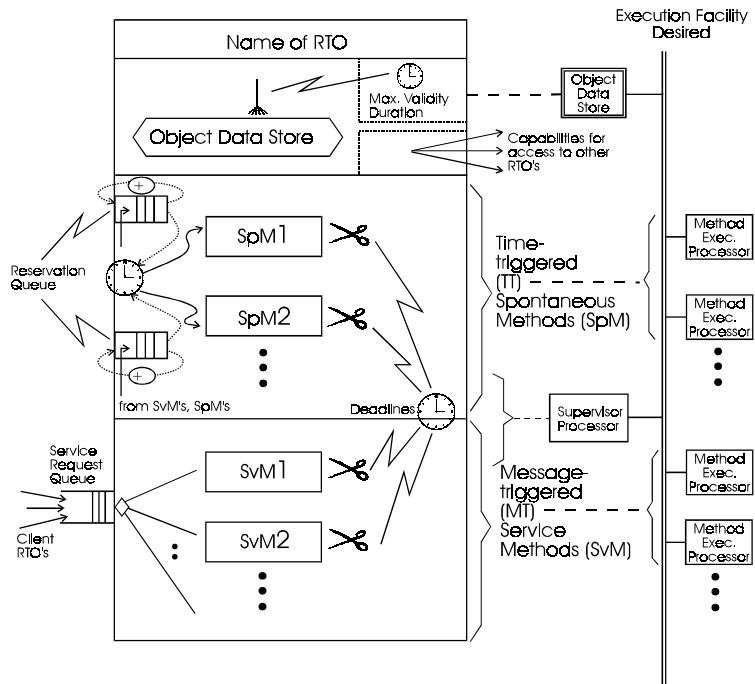 Execution Facility
Desired
Name of RTO
Max. Validity
Duration
Object Data Store
Object
Data
Store
Capabilities for
access to other
RTO's
Reservation
Queue
SpM1
SpM2
Time-
triggered
(TT)
Spontaneous
Methods (SpM)
Method
Exec.
Processor
Method
Exec.
Processor
from SvM's, SpM's
Deadlines
Supervisor
Processor
Service
Request
Queue
Client
RTO's
SvM1
SvM2
Message-
triggered
(MT)
Service
Methods (SvM)
Method
Exec.
Processor
Method
Exec.
Processor